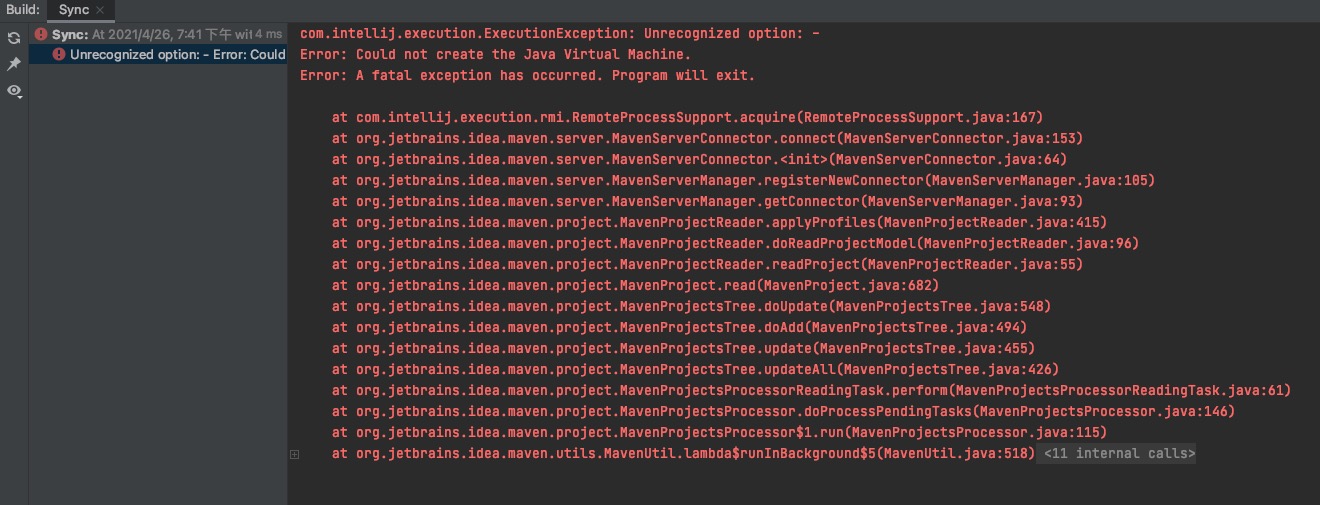 Build: Sync ×
Sync: At 2021/4/26, 7:41 下午 wit 4 ms
Unrecognized option: - Error: Could
com.intellij.execution.ExecutionException: Unrecognized option: -
Error: Could not create the Java Virtual Machine.
Error: A fatal exception has occurred. Program will exit.
at com.intellij.execution.rmi.RemoteProcessSupport.acquire(RemoteProcessSupport.java:167)
at org.jetbrains.idea.maven.server.MavenServerConnector.connect(MavenServerConnector.java:153)
at org.jetbrains.idea.maven.server.MavenServerConnector.<init>(MavenServerConnector.java:64)
at org.jetbrains.idea.maven.server.MavenServerManager.registerNewConnector(MavenServerManager.java:105)
at org.jetbrains.idea.maven.server.MavenServerManager.getConnector(MavenServerManager.java:93)
at org.jetbrains.idea.maven.project.MavenProjectReader.applyProfiles(MavenProjectReader.java:415)
at org.jetbrains.idea.maven.project.MavenProjectReader.doReadProjectModel(MavenProjectReader.java:96)
at org.jetbrains.idea.maven.project.MavenProjectReader.readProject(MavenProjectReader.java:55)
at org.jetbrains.idea.maven.project.MavenProject.read(MavenProject.java:682)
at org.jetbrains.idea.maven.project.MavenProjectsTree.doUpdate(MavenProjectsTree.java:548)
at org.jetbrains.idea.maven.project.MavenProjectsTree.doAdd(MavenProjectsTree.java:494)
at org.jetbrains.idea.maven.project.MavenProjectsTree.update(MavenProjectsTree.java:455)
at org.jetbrains.idea.maven.project.MavenProjectsTree.updateAll(MavenProjectsTree.java:426)
at org.jetbrains.idea.maven.project.MavenProjectsProcessorReadingTask.perform(MavenProjectsProcessorReadingTask.java:61)
at org.jetbrains.idea.maven.project.MavenProjectsProcessor.doProcessPendingTasks(MavenProjectsProcessor.java:146)
at org.jetbrains.idea.maven.project.MavenProjectsProcessor$1.run(MavenProjectsProcessor.java:115)
at org.jetbrains.idea.maven.utils.MavenUtil.lambda$runInBackground$5(MavenUtil.java:518) <11 internal calls>